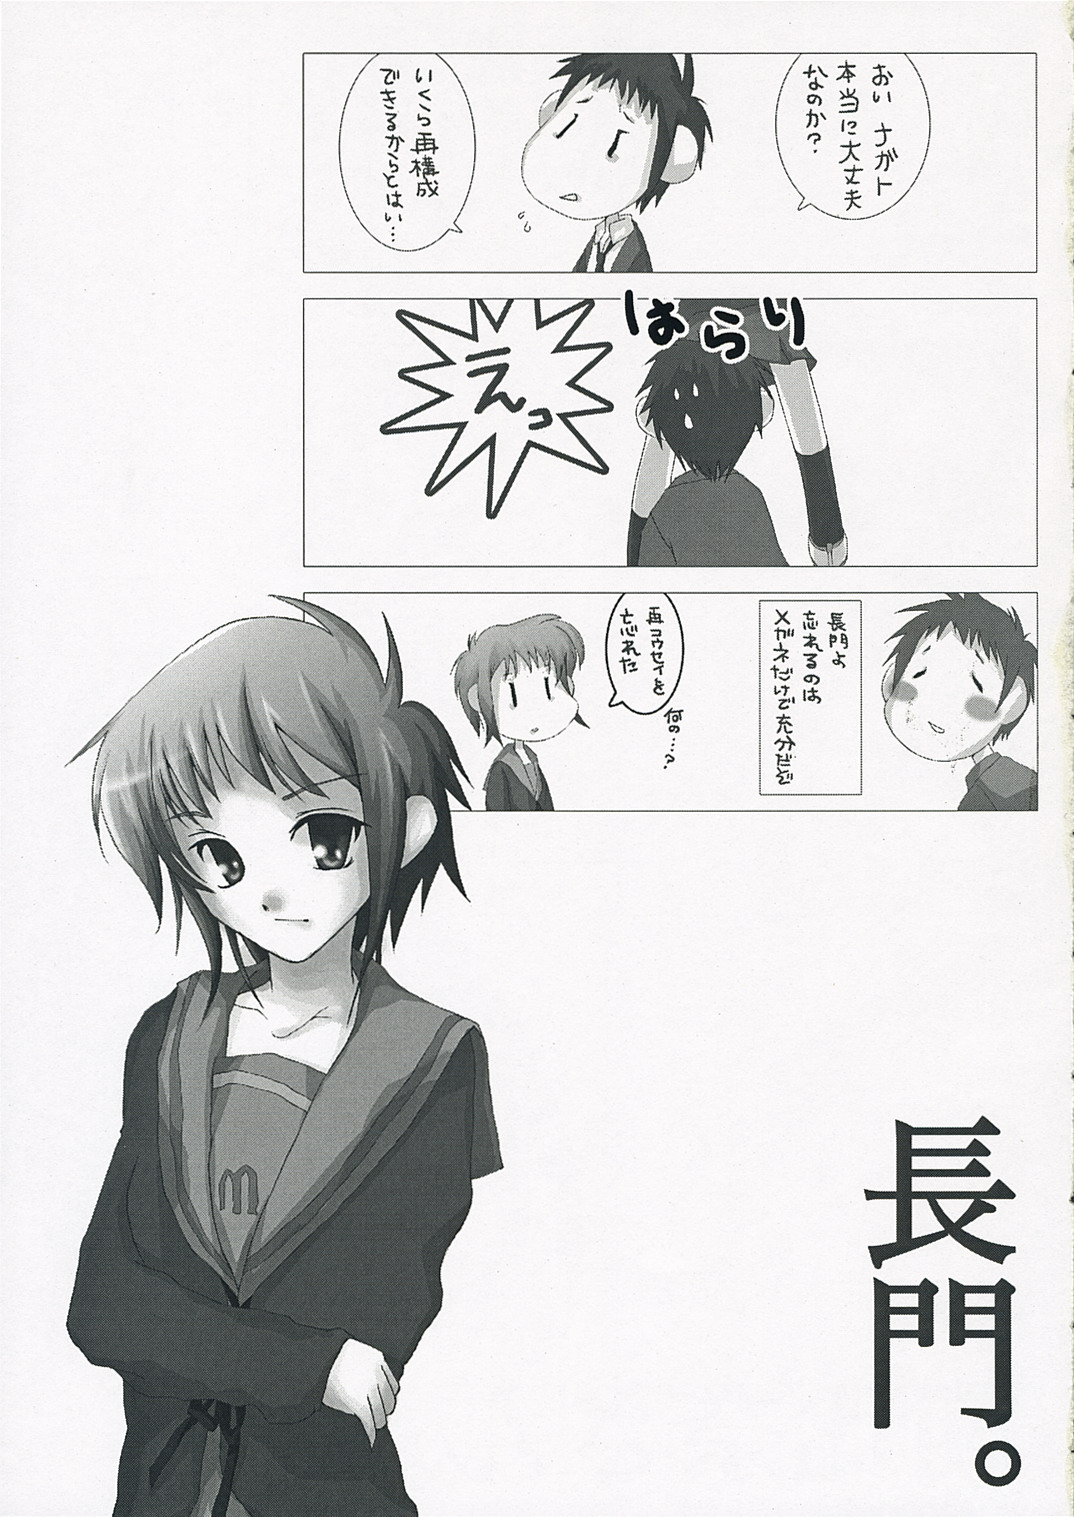 おい ナガト
本当に大丈夫
なのか?
いくら再構成
できるからとはい…
はらり
えっ
長門よ
忘れるのは
メガネだけで充分だぞ
再コウセイを
忘れた
何の…?
m
長門。